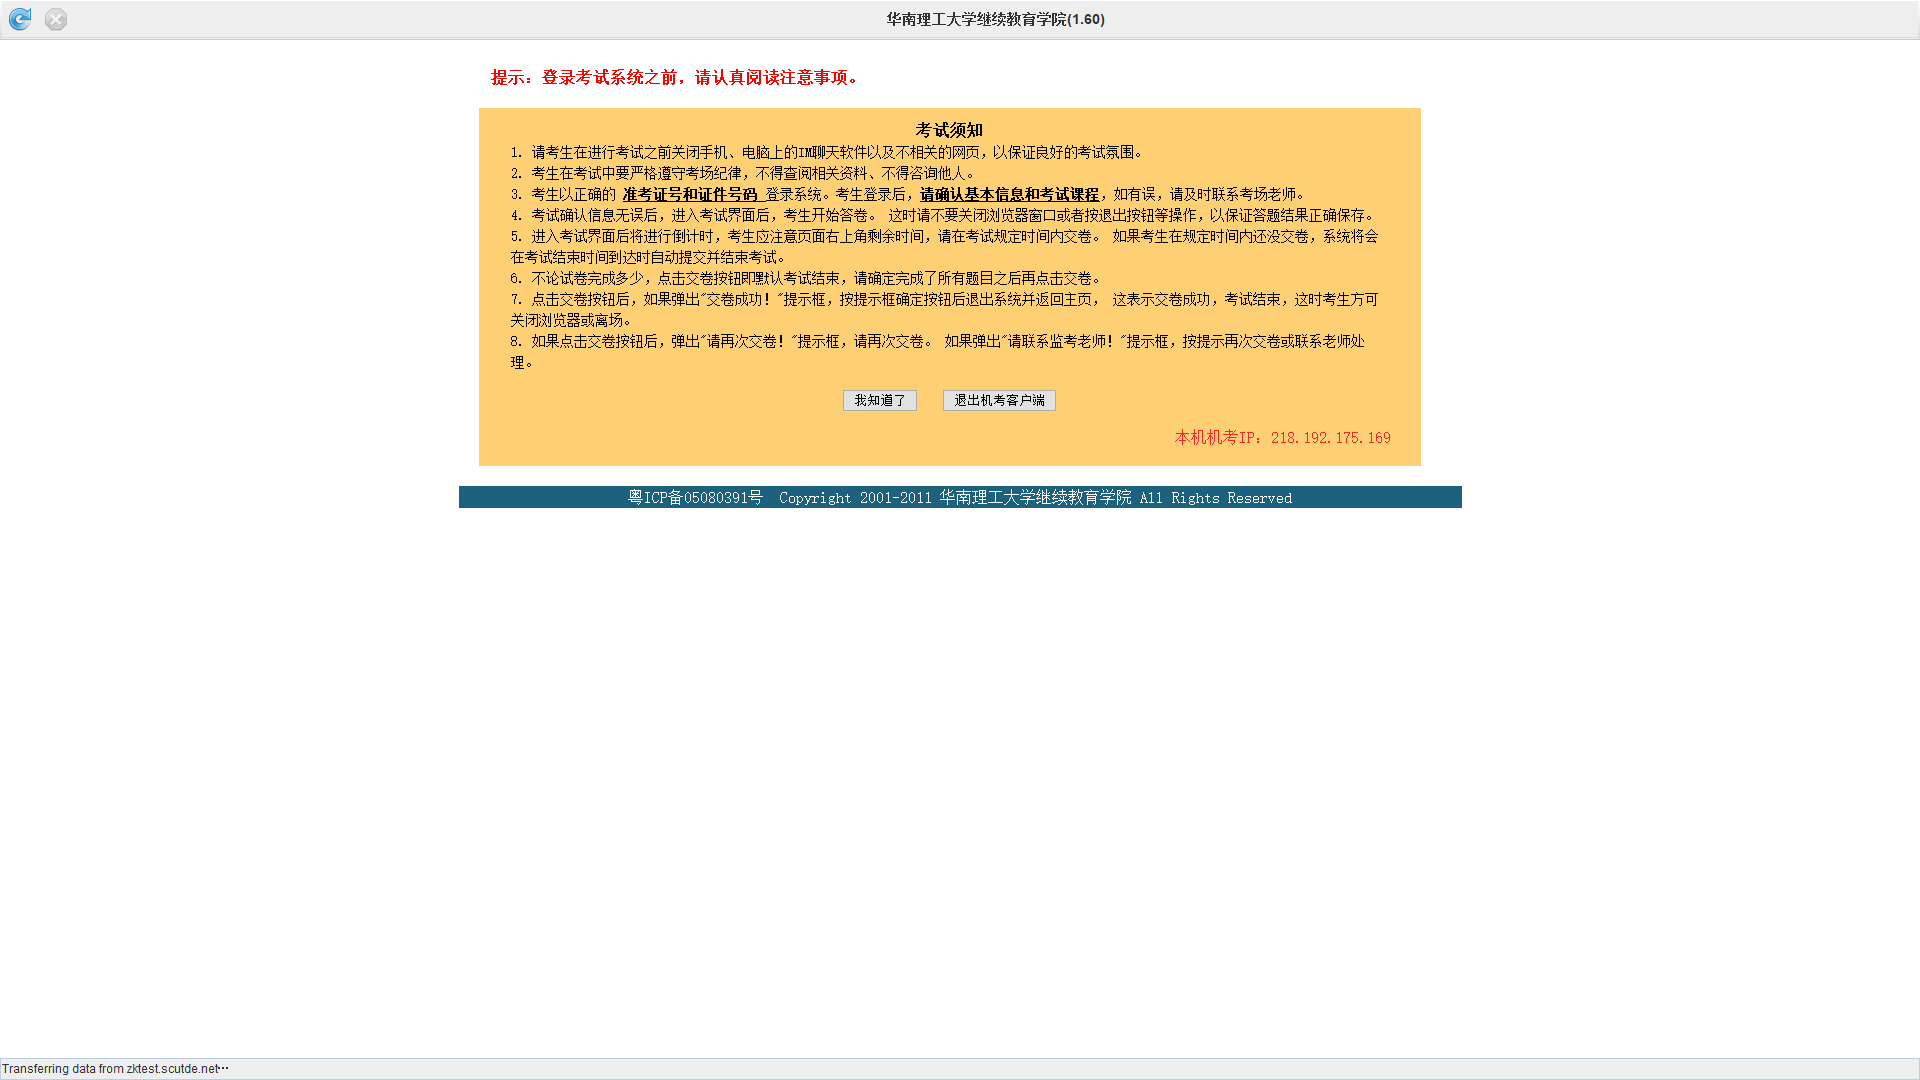 华南理工大学继续教育学院(1.60)
提示：登录考试系统之前，请认真阅读注意事项。
考试须知
1. 请考生在进行考试之前关闭手机、电脑上的IM聊天软件以及不相关的网页，以保证良好的考试氛围。
2. 考生在考试中要严格遵守考场纪律，不得查阅相关资料、不得咨询他人。
3. 考生以正确的 准考证号和证件号码 登录系统。考生登录后，请确认基本信息和考试课程，如有误，请及时联系考场老师。
4. 考试确认信息无误后，进入考试界面后，考生开始答卷。 这时请不要关闭浏览器窗口或者按退出按钮等操作，以保证答题结果正确保存。
5. 进入考试界面后将进行倒计时，考生应注意页面右上角剩余时间，请在考试规定时间内交卷。 如果考生在规定时间内还没交卷，系统将会
在考试结束时间到达时自动提交并结束考试。
6. 不论试卷完成多少，点击交卷按钮即默认考试结束，请确定完成了所有题目之后再点击交卷。
7. 点击交卷按钮后，如果弹出"交卷成功！"提示框，按提示框确定按钮后退出系统并返回主页， 这表示交卷成功，考试结束，这时考生方可
关闭浏览器或离场。
8. 如果点击交卷按钮后，弹出"请再次交卷！"提示框，请再次交卷。 如果弹出"请联系监考老师！"提示框，按提示再次交卷或联系老师处
理。
我知道了 退出机考客户端
本机机考IP：218.192.175.169
粤ICP备05080391号 Copyright 2001-2011 华南理工大学继续教育学院 All Rights Reserved
Transferring data from zktest.scutde.net…